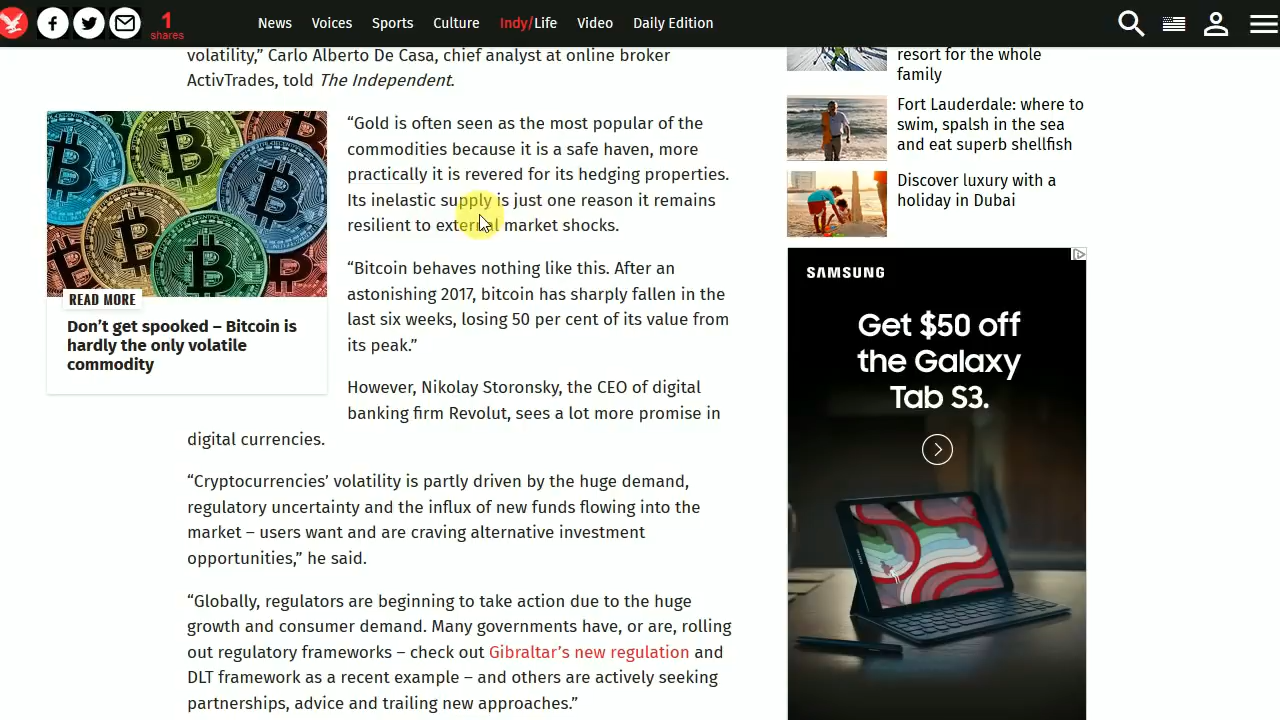 1
shares
News
Voices
Sports
Culture
Indy/Life
Video
Daily Edition
volatility,” Carlo Alberto De Casa, chief analyst at online broker
ActivTrades, told The Independent.
“Gold is often seen as the most popular of the
commodities because it is a safe haven, more
practically it is revered for its hedging properties.
Its inelastic supply is just one reason it remains
resilient to external market shocks.
READ MORE
Don’t get spooked – Bitcoin is
hardly the only volatile
commodity
“Bitcoin behaves nothing like this. After an
astonishing 2017, bitcoin has sharply fallen in the
last six weeks, losing 50 per cent of its value from
its peak.”
However, Nikolay Storonsky, the CEO of digital
banking firm Revolut, sees a lot more promise in
digital currencies.
“Cryptocurrencies’ volatility is partly driven by the huge demand,
regulatory uncertainty and the influx of new funds flowing into the
market – users want and are craving alternative investment
opportunities,” he said.
“Globally, regulators are beginning to take action due to the huge
growth and consumer demand. Many governments have, or are, rolling
out regulatory frameworks – check out Gibraltar’s new regulation and
DLT framework as a recent example – and others are actively seeking
partnerships, advice and trailing new approaches.”
resort for the whole
family
Fort Lauderdale: where to
swim, spalsh in the sea
and eat superb shellfish
Discover luxury with a
holiday in Dubai
SAMSUNG
Get $50 off
the Galaxy
Tab S3.